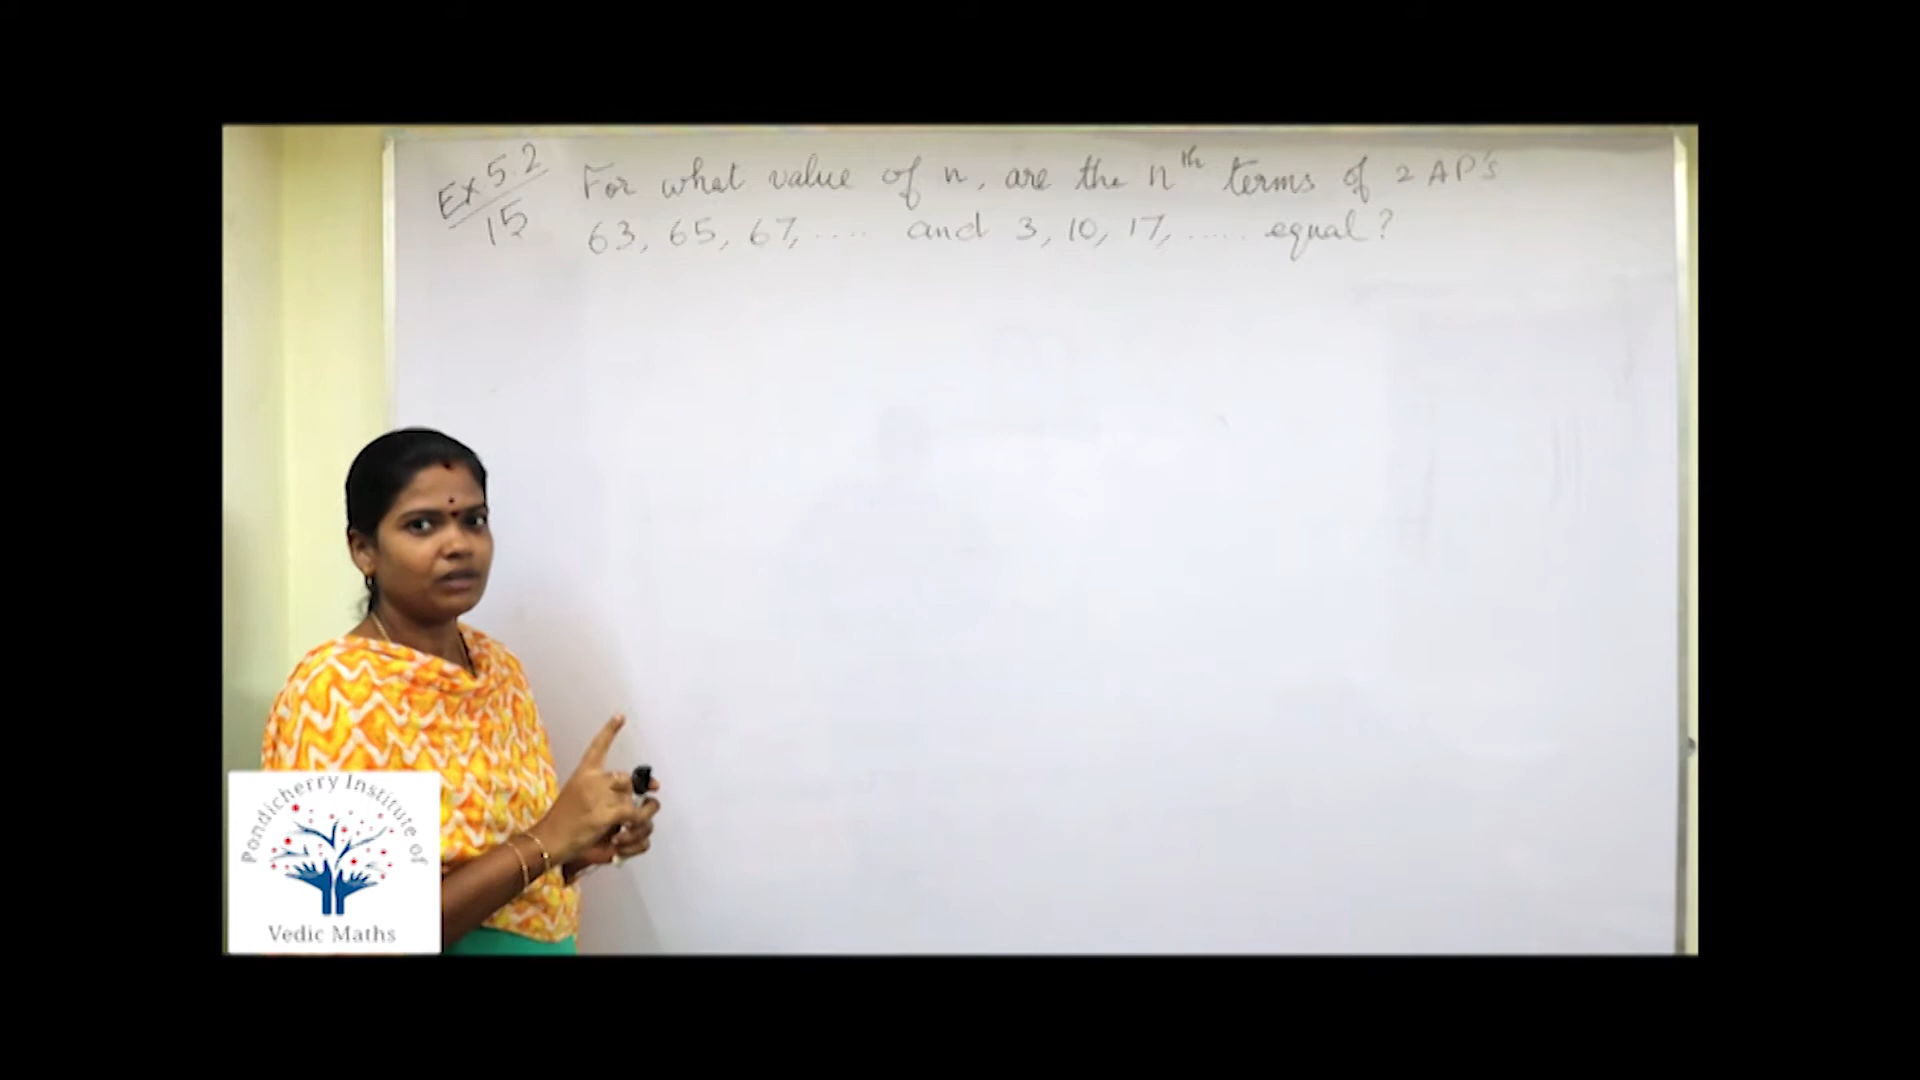 Ex 5.2 For what value of n, are the nth terms of 2 AP's
15 63, 65, 67, .... and 3, 10, 17, ..... equal?
Pondicherry Institute of
Vedic Maths